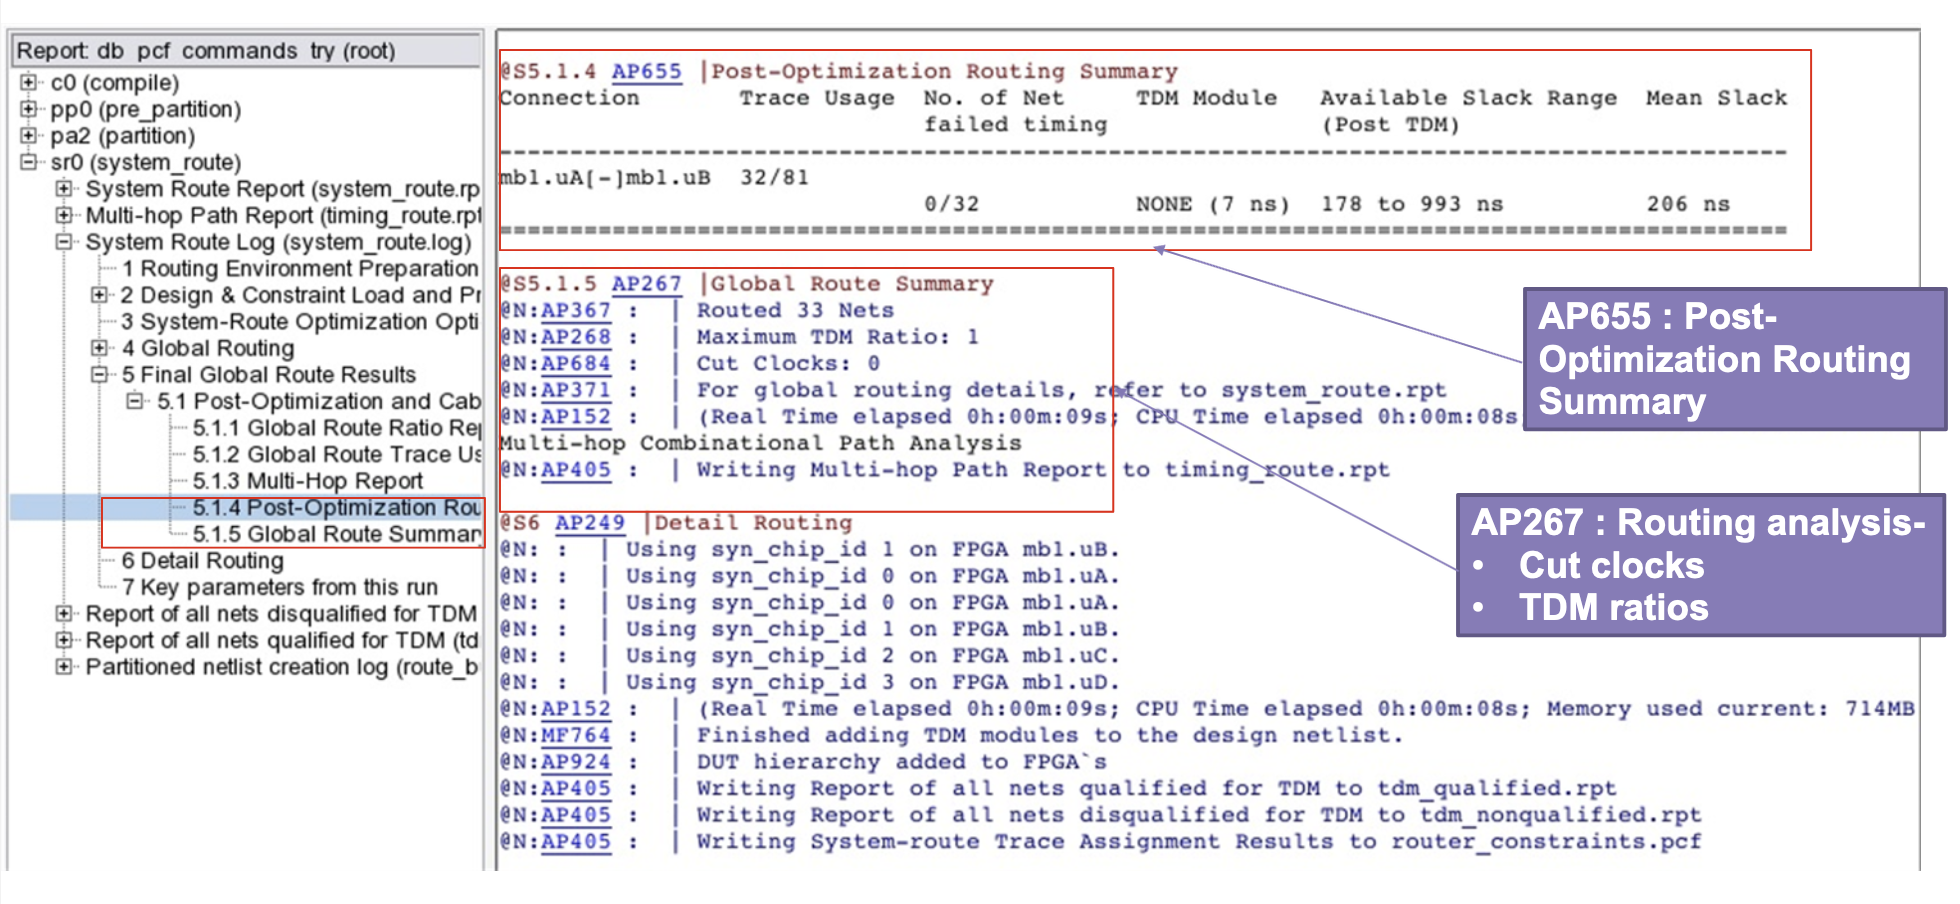 Report: db pcf commands try (root)
c0 (compile)
pp0 (pre_partition)
pa2 (partition)
sr0 (system_route)
System Route Report (system_route.rp
Multi-hop Path Report (timing_route.rpt
System Route Log (system_route.log)
1 Routing Environment Preparation
2 Design & Constraint Load and Pr
3 System-Route Optimization Opti
4 Global Routing
5 Final Global Route Results
5.1 Post-Optimization and Cab
5.1.1 Global Route Ratio Rep
5.1.2 Global Route Trace Us
5.1.3 Multi-Hop Report
5.1.4 Post-Optimization Rou
5.1.5 Global Route Summar
6 Detail Routing
7 Key parameters from this run
Report of all nets disqualified for TDM
Report of all nets qualified for TDM (td
Partitioned netlist creation log (route_b
@S5.1.4 AP655 |Post-Optimization Routing Summary
Connection Trace Usage No. of Net TDM Module Available Slack Range Mean Slack
failed timing (Post TDM)
--------------------------------------------------------------------------------------------
mb1.uA[-]mb1.uB 32/81
0/32 NONE (7 ns) 178 to 993 ns 206 ns
============================================================================================
@S5.1.5 AP267 |Global Route Summary
@N:AP367 : | Routed 33 Nets
@N:AP268 : | Maximum TDM Ratio: 1
@N:AP684 : | Cut Clocks: 0
@N:AP371 : | For global routing details, refer to system_route.rpt
@N:AP152 : | (Real Time elapsed 0h:00m:09s; CPU Time elapsed 0h:00m:08s;
Multi-hop Combinational Path Analysis
@N:AP405 : | Writing Multi-hop Path Report to timing_route.rpt
@S6 AP249 |Detail Routing
@N: : | Using syn_chip_id 1 on FPGA mb1.uB.
@N: : | Using syn_chip_id 0 on FPGA mb1.uA.
@N: : | Using syn_chip_id 0 on FPGA mb1.uA.
@N: : | Using syn_chip_id 1 on FPGA mb1.uB.
@N: : | Using syn_chip_id 2 on FPGA mb1.uC.
@N: : | Using syn_chip_id 3 on FPGA mb1.uD.
@N:AP152 : | (Real Time elapsed 0h:00m:09s; CPU Time elapsed 0h:00m:08s; Memory used current: 714MB
@N:MF764 : | Finished adding TDM modules to the design netlist.
@N:AP924 : | DUT hierarchy added to FPGA`s
@N:AP405 : | Writing Report of all nets qualified for TDM to tdm_qualified.rpt
@N:AP405 : | Writing Report of all nets disqualified for TDM to tdm_nonqualified.rpt
@N:AP405 : | Writing System-route Trace Assignment Results to router_constraints.pcf
AP655 : Post-
Optimization Routing
Summary
AP267 : Routing analysis-
• Cut clocks
• TDM ratios